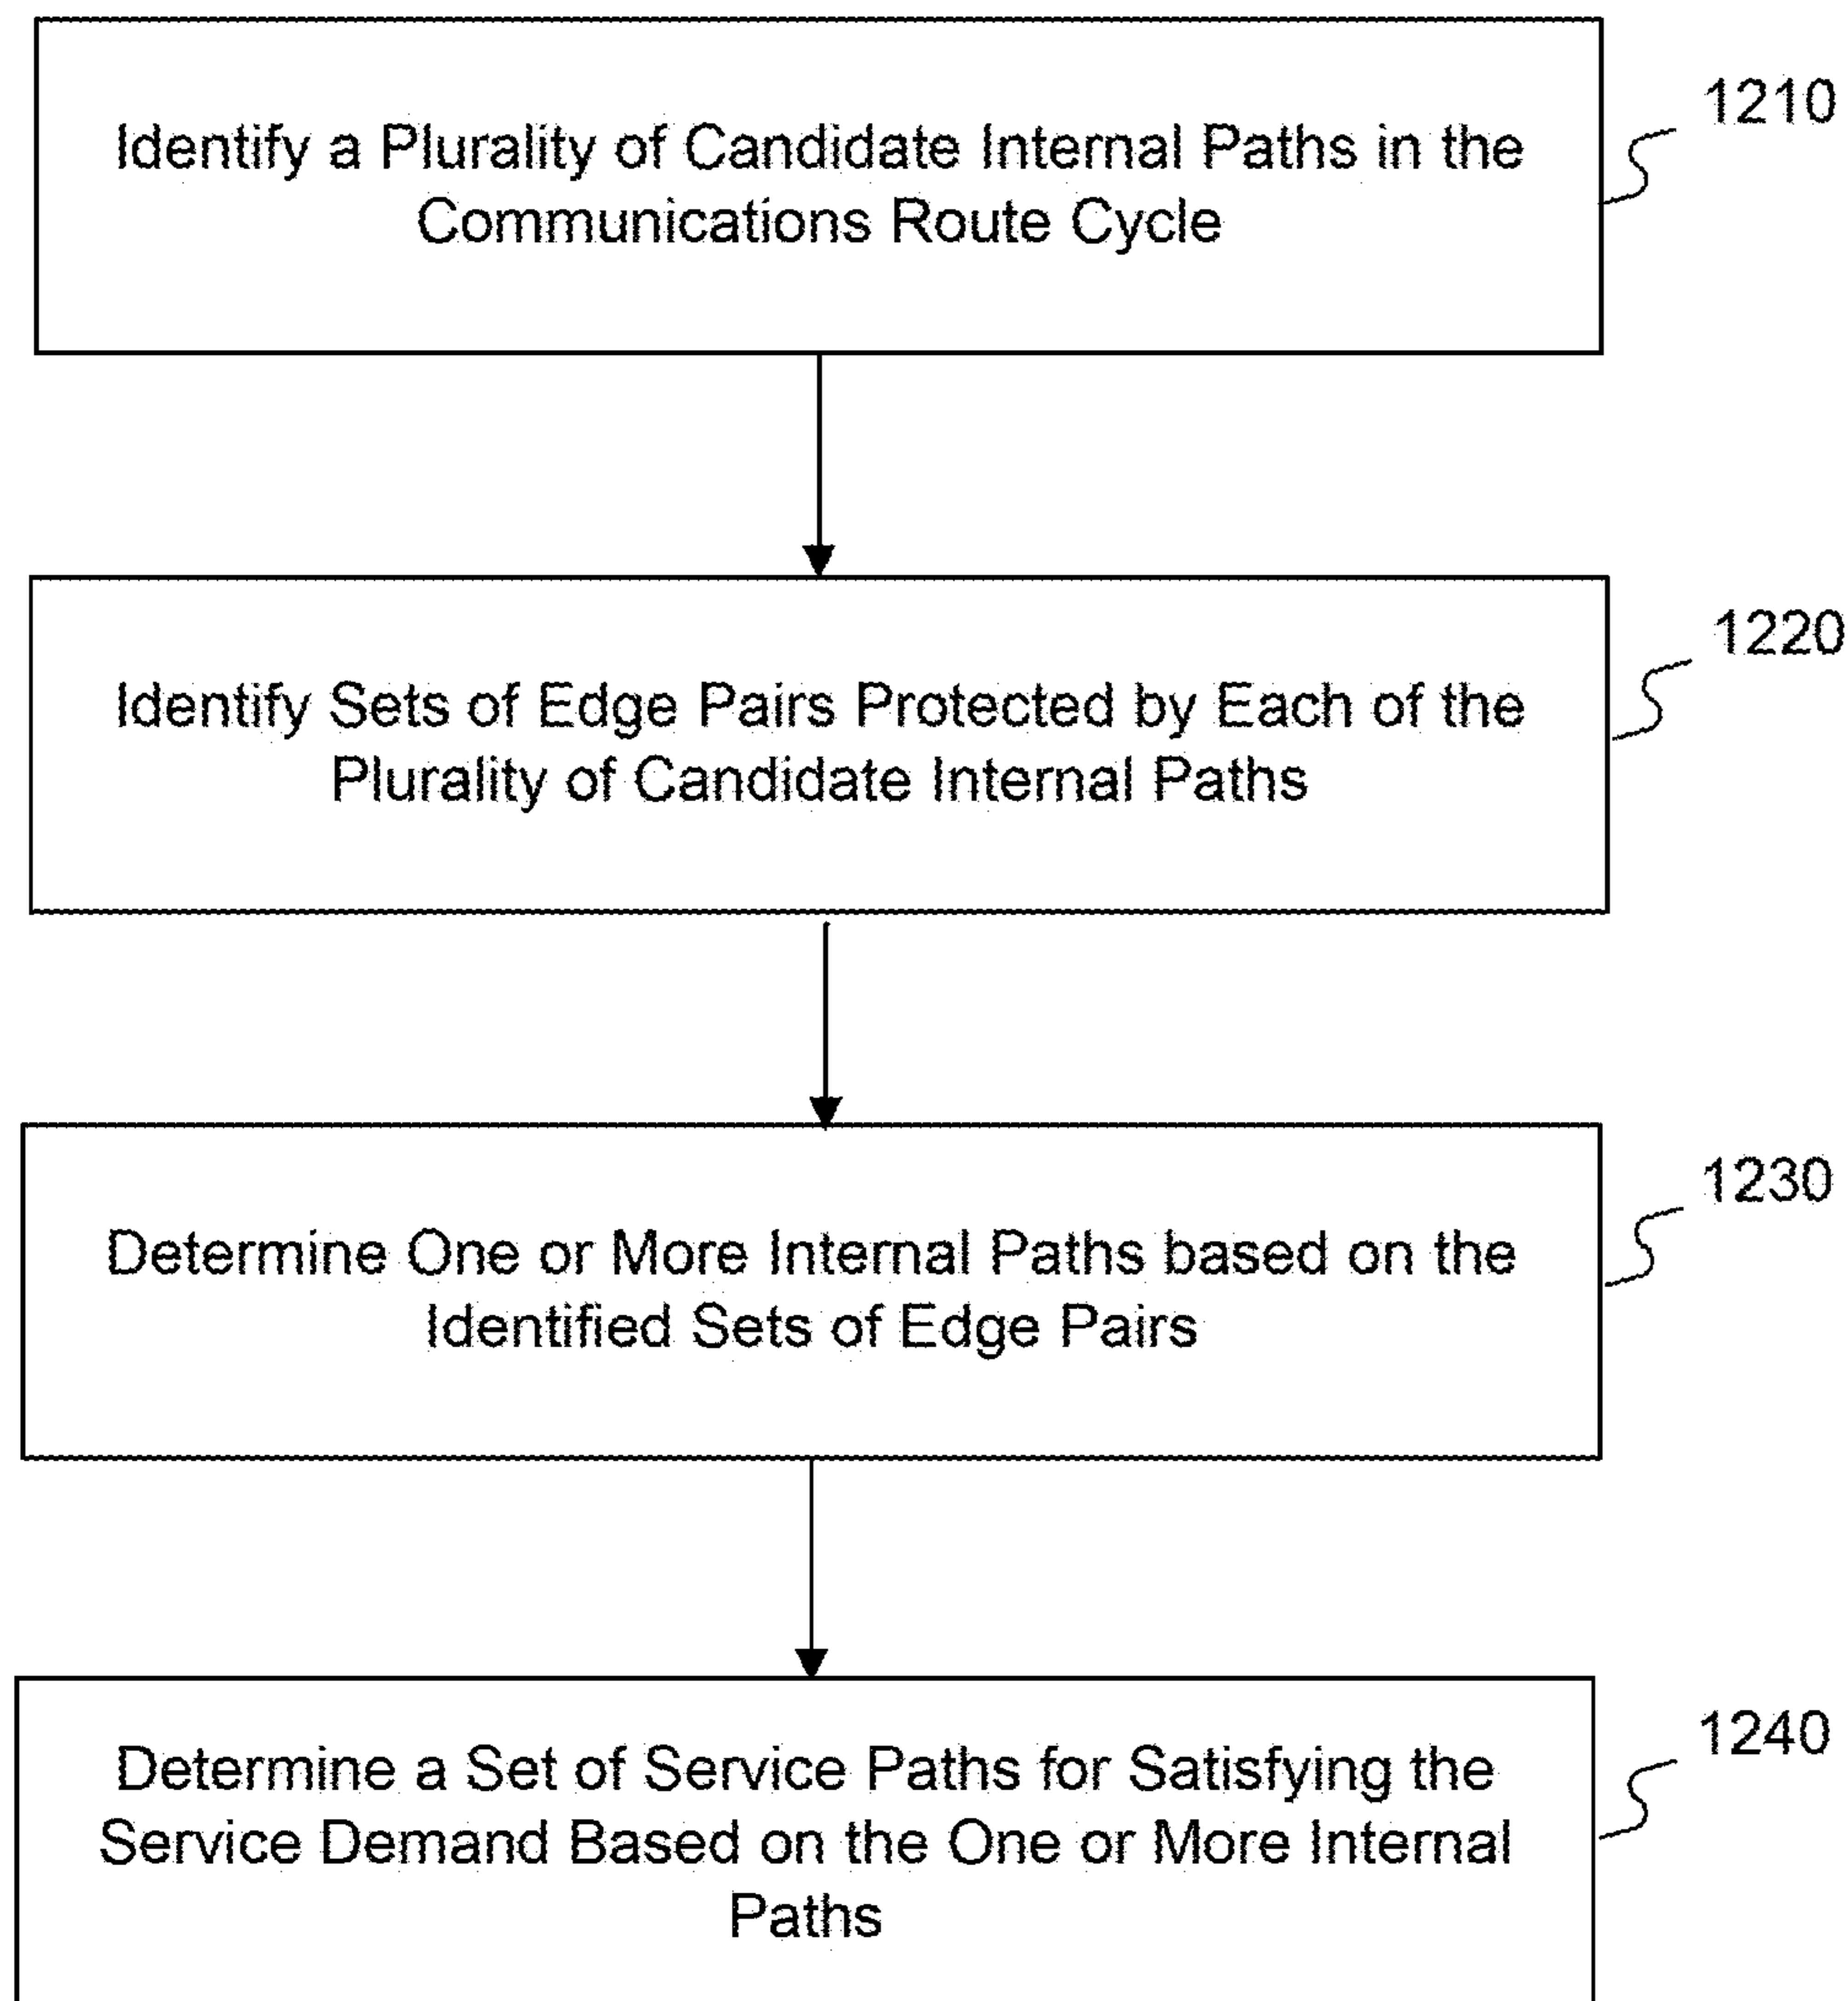 Identify a Plurality of Candidate Internal Paths in the
Communications Route Cycle
1210
Identify Sets of Edge Pairs Protected by Each of the
Plurality of Candidate Internal Paths
1220
Determine One or More Internal Paths based on the
Identified Sets of Edge Pairs
1230
Determine a Set of Service Paths for Satisfying the
Service Demand Based on the One or More Internal
Paths
1240